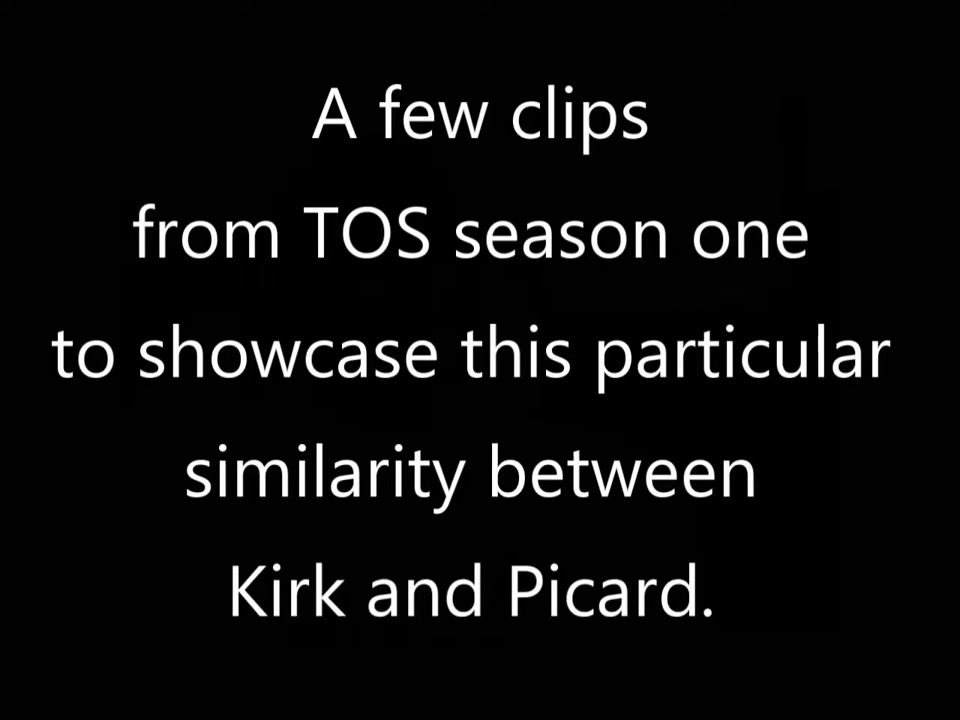 A few clips
from TOS season one
to showcase this particular
similarity between
Kirk and Picard.